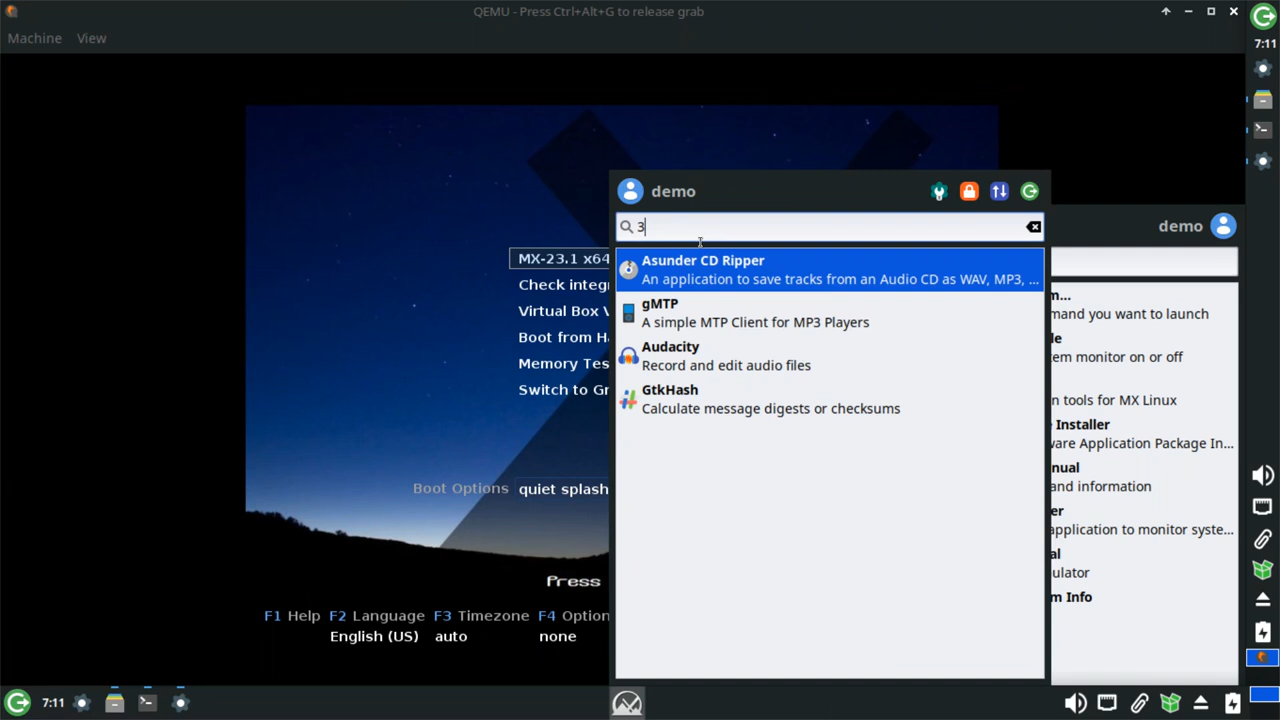 QEMU - Press Ctrl+Alt+G to release grab
Machine View
7:11
demo
3
demo
MX-23.1 x64
Check integ
Virtual Box V
Boot from H
Memory Tes
Switch to Gr
Asunder CD Ripper
An application to save tracks from an Audio CD as WAV, MP3, ...
gMTP
A simple MTP Client for MP3 Players
Audacity
Record and edit audio files
GtkHash
Calculate message digests or checksums
m...
mand you want to launch
le
tem monitor on or off
n tools for MX Linux
Installer
ware Application Package In...
nual
and information
er
application to monitor syste...
al
ulator
m Info
Boot Options quiet splash
Press
F1 Help F2 Language F3 Timezone F4 Option
English (US) auto none
7:11